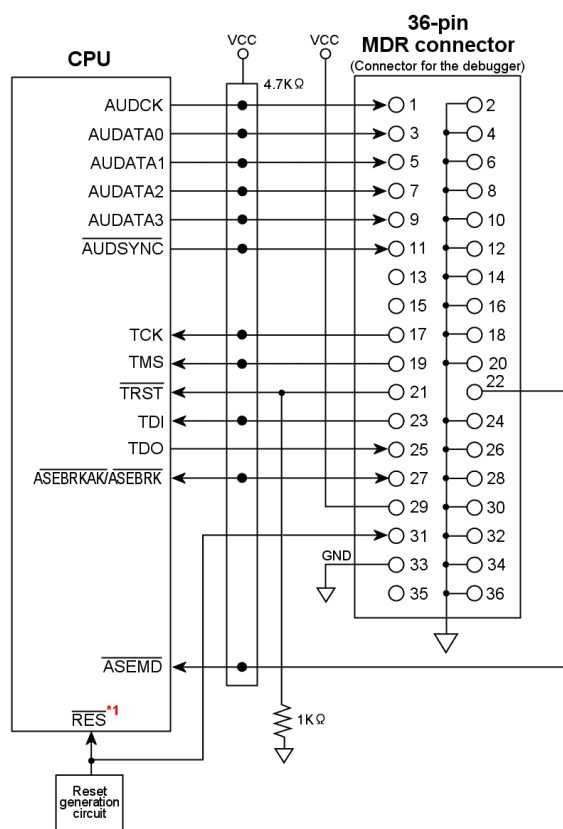 36-pin
MDR connector
(Connector for the debugger)
CPU
VCC
VCC
4.7KΩ
AUDCK
1
2
AUDATA0
3
4
AUDATA1
5
6
AUDATA2
7
8
AUDATA3
9
10
AUDSYNC
11
12
13
14
15
16
TCK
17
18
TMS
19
20
TRST
21
22
TDI
23
24
TDO
25
26
ASEBRKAK/ASEBRK
27
28
29
30
31
32
GND
33
34
35
36
ASEMD
RES*1
1KΩ
Reset
generation
circuit